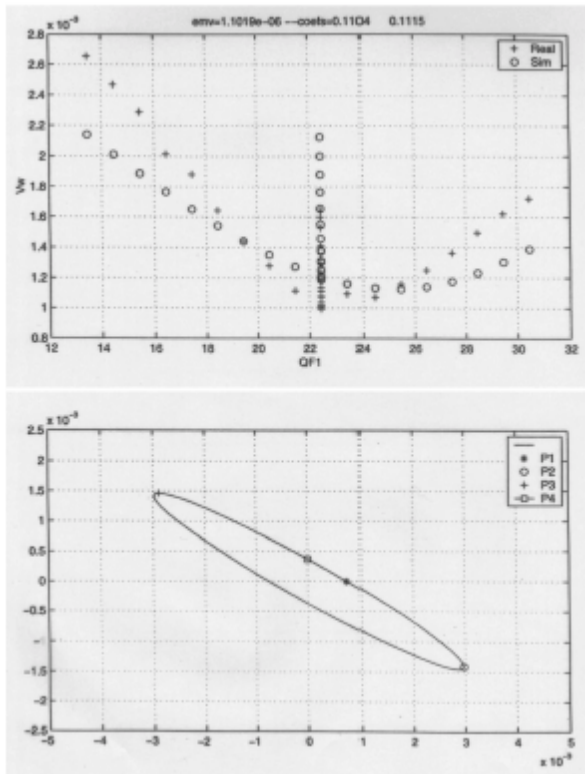 x 10⁻³
emv=1.1019e-06 ---coefs=0.11O4 0.1115
2.8
2.6
2.4
2.2
2
1.8
1.6
1.4
1.2
1
0.8
Vw
+ Real
o Sim
12 14 16 18 20 22 24 26 28 30 32
QF1
x 10⁻³
2.5
2
1.5
1
0.5
0
-0.5
-1
-1.5
-2
-2.5
P1
P2
P3
P4
-5 -4 -3 -2 -1 0 1 2 3 4 5
x 10⁻³